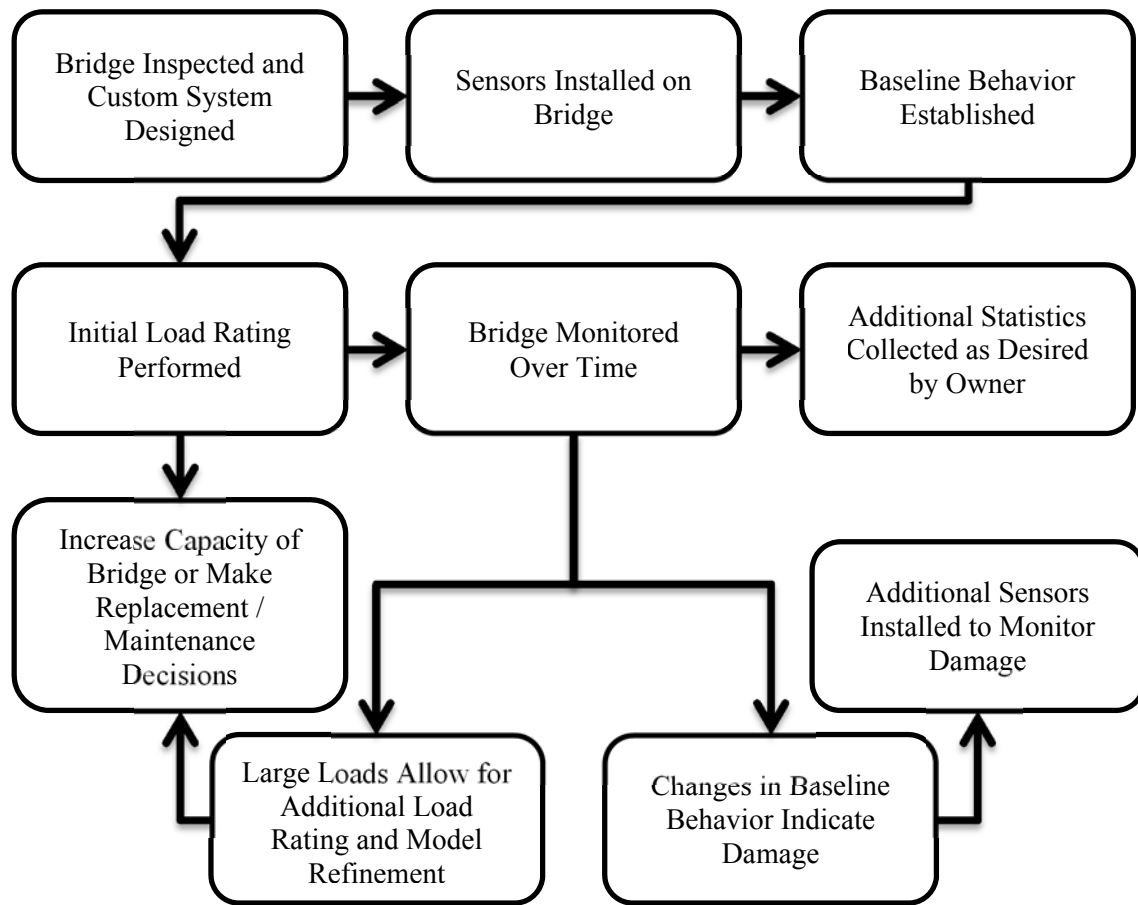 Bridge Inspected and
Custom System
Designed
Sensors Installed on
Bridge
Baseline Behavior
Established
Initial Load Rating
Performed
Bridge Monitored
Over Time
Additional Statistics
Collected as Desired
by Owner
Increase Capacity of
Bridge or Make
Replacement /
Maintenance
Decisions
Additional Sensors
Installed to Monitor
Damage
Large Loads Allow for
Additional Load
Rating and Model
Refinement
Changes in Baseline
Behavior Indicate
Damage